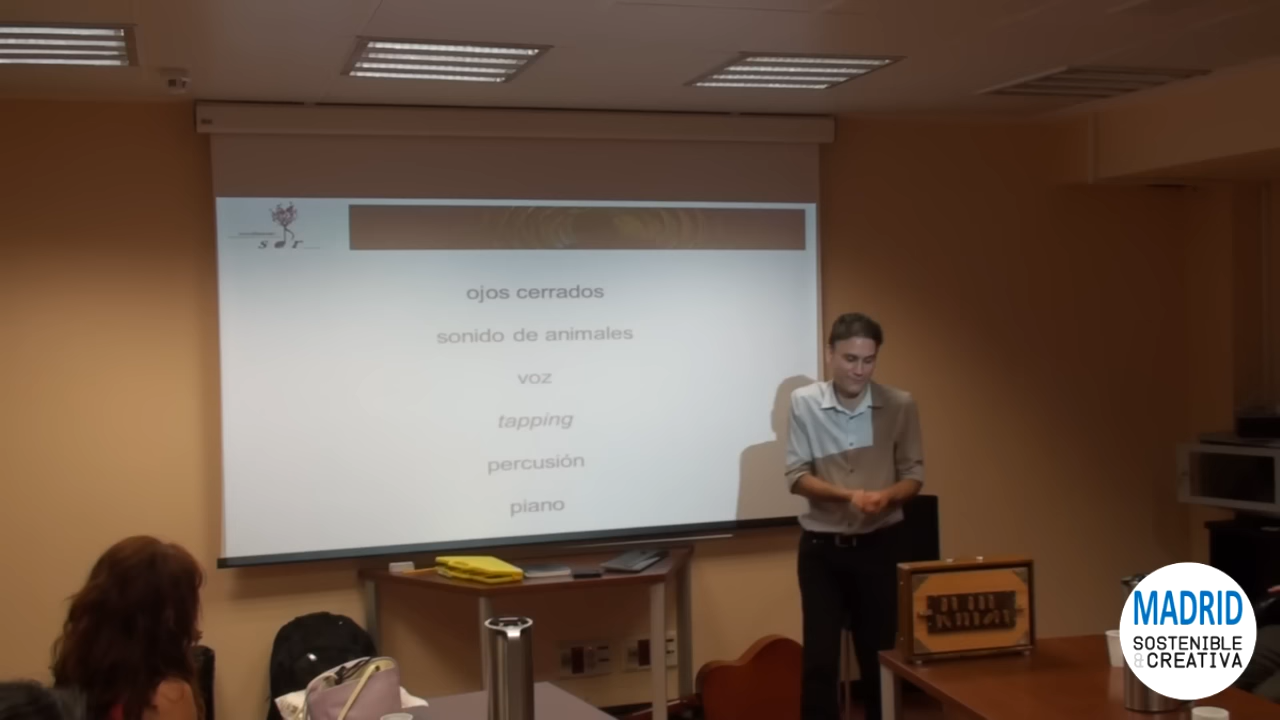 s r
ojos cerrados
sonido de animales
voz
tapping
percusión
piano
MADRID
SOSTENIBLE
CREATIVA